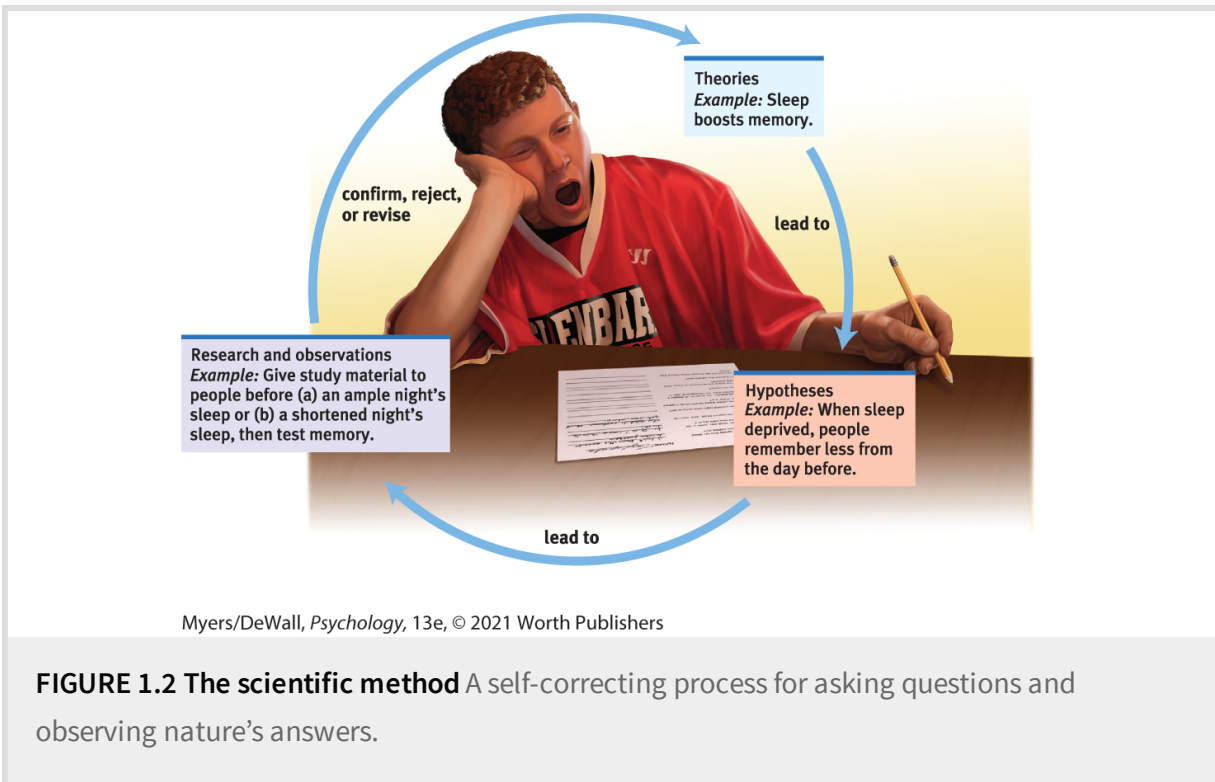 Theories
Example: Sleep
boosts memory.
confirm, reject,
or revise
lead to
Research and observations
Example: Give study material to
people before (a) an ample night's
sleep or (b) a shortened night's
sleep, then test memory.
Hypotheses
Example: When sleep
deprived, people
remember less from
the day before.
lead to
Myers/DeWall, Psychology, 13e, © 2021 Worth Publishers
FIGURE 1.2 The scientific method A self-correcting process for asking questions and
observing nature's answers.